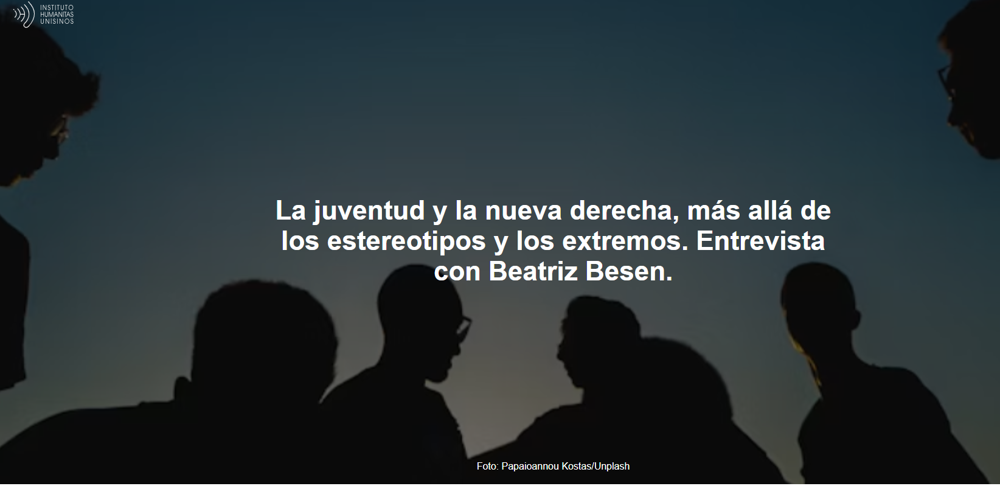 INSTITUTO
HUMANITAS
UNISINOS
La juventud y la nueva derecha, más allá de
los estereotipos y los extremos. Entrevista
con Beatriz Besen.
Foto: Papaioannou Kostas/Unplash